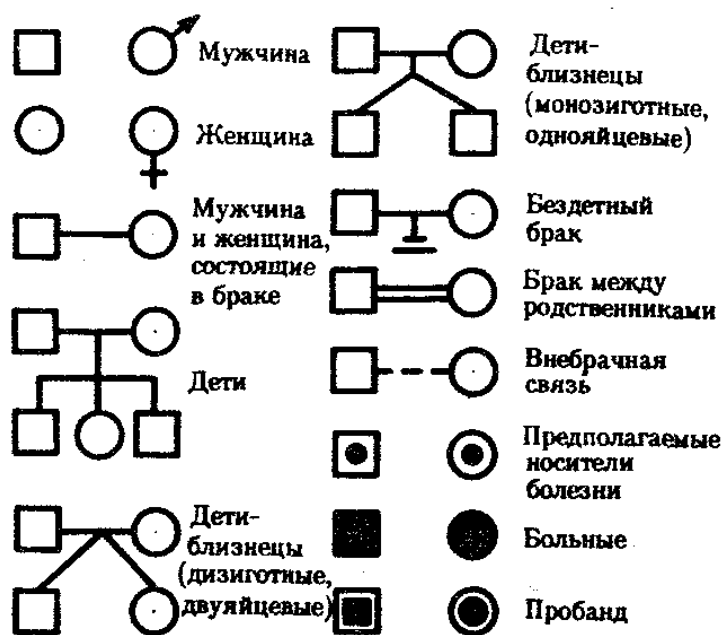 Мужчина
Женщина
Мужчина
и женщина,
состоящие
в браке
Дети
Дети-
близнецы
(дизиготные,
двуяйцевые)
Дети-
близнецы
(монозиготные,
однояйцевые)
Бездетный
брак
Брак между
родственниками
Внебрачная
связь
Предполагаемые
носители
болезни
Больные
Пробанд